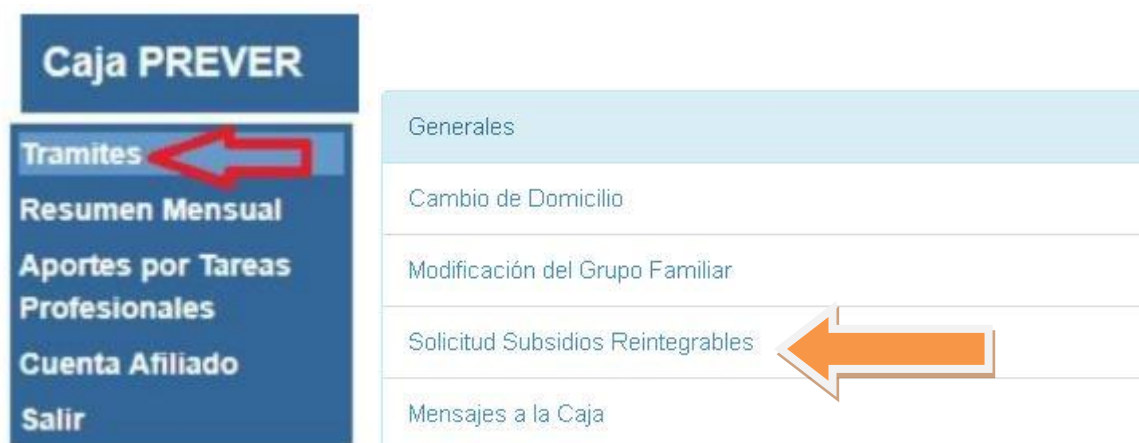 Caja PREVER
Tramites
Resumen Mensual
Aportes por Tareas
Profesionales
Cuenta Afiliado
Salir
Generales
Cambio de Domicilio
Modificación del Grupo Familiar
Solicitud Subsidios Reintegrables
Mensajes a la Caja